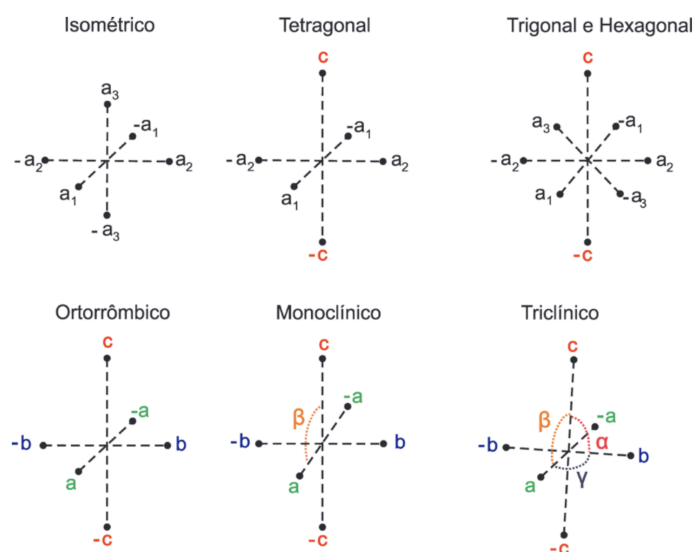 Isométrico
a3
-a1
-a2
a2
a1
-a3
Tetragonal
c
-a1
-a2
a2
a1
-c
Trigonal e Hexagonal
c
a3
-a1
-a2
a2
a1
-a3
-c
Ortorrômbico
c
-a
-b
b
a
-c
Monoclínico
c
β
-a
-b
b
a
-c
Triclínico
c
β
-a
-b
α
b
a
γ
-c